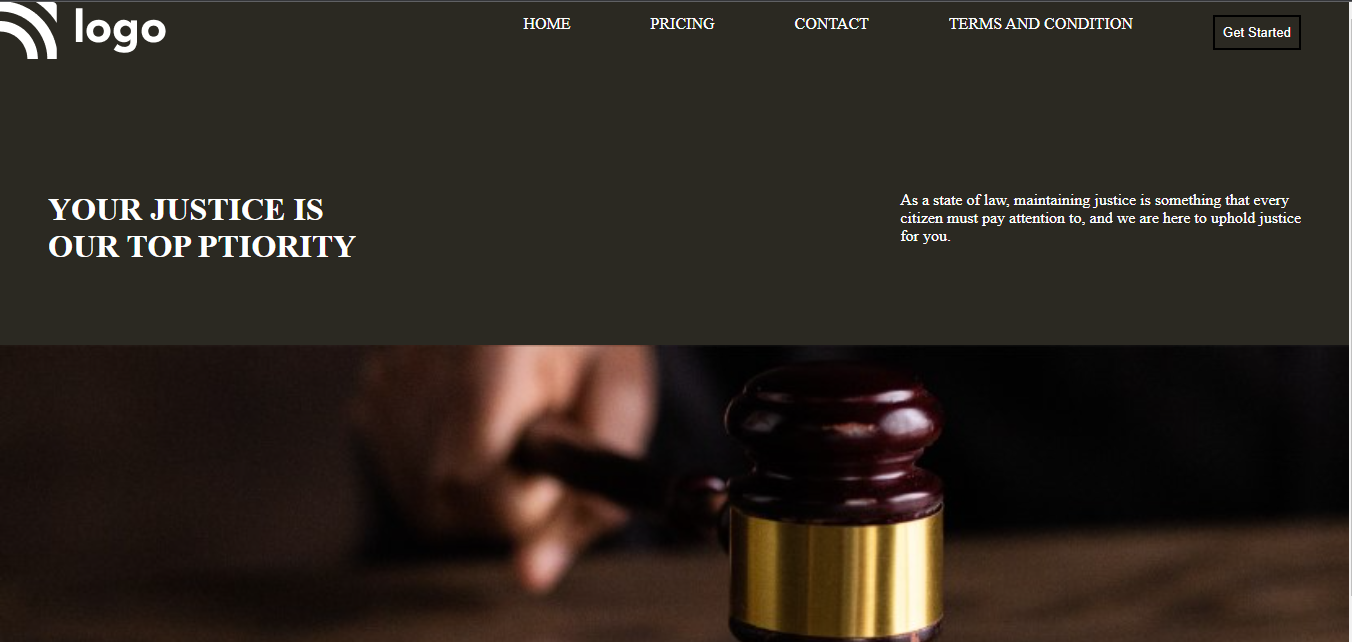 logo
HOME
PRICING
CONTACT
TERMS AND CONDITION
Get Started
YOUR JUSTICE IS
OUR TOP PTIORITY
As a state of law, maintaining justice is something that every
citizen must pay attention to, and we are here to uphold justice
for you.